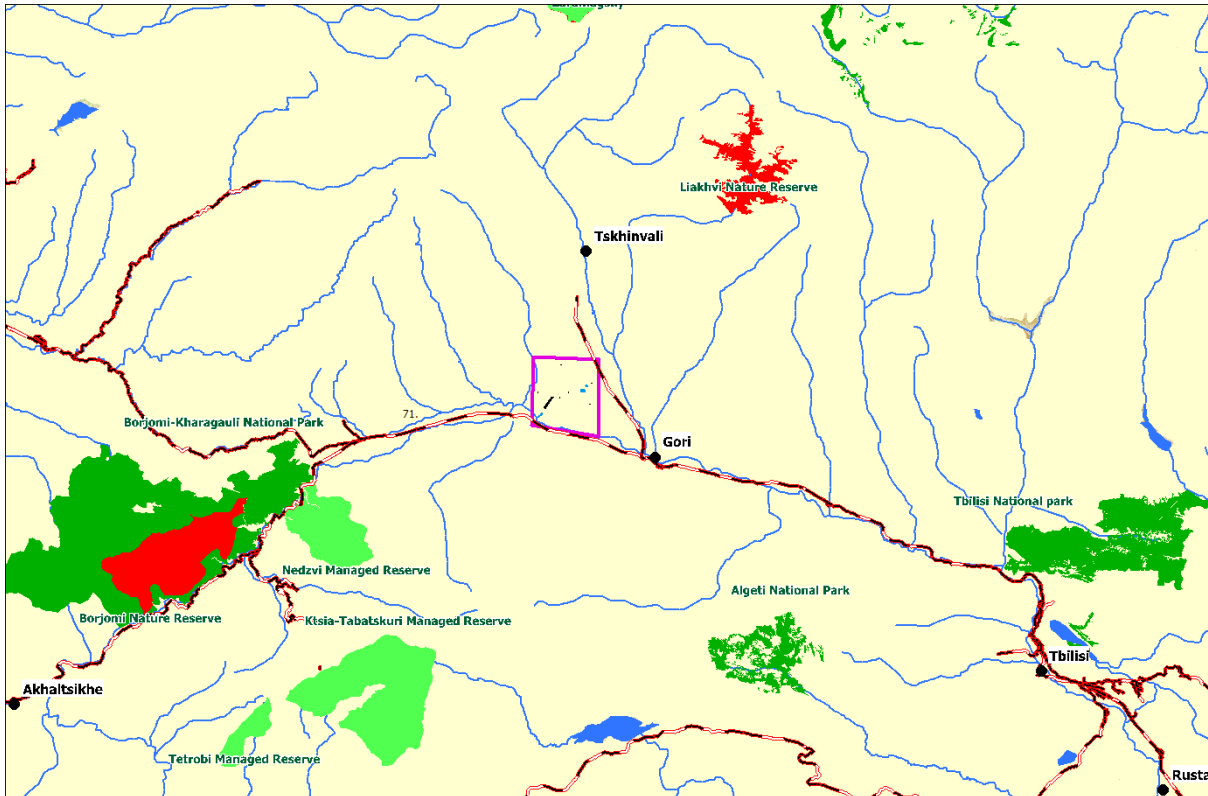 Liakhvi Nature Reserve
Tskhinvali
71.
Borjomi-Kharagauli National Park
Gori
Tbilisi National park
Nedzvi Managed Reserve
Algeti National Park
Borjomi Nature Reserve
Ktsia-Tabatskuri Managed Reserve
Tbilisi
Akhaltsikhe
Tetrobi Managed Reserve
Rusta